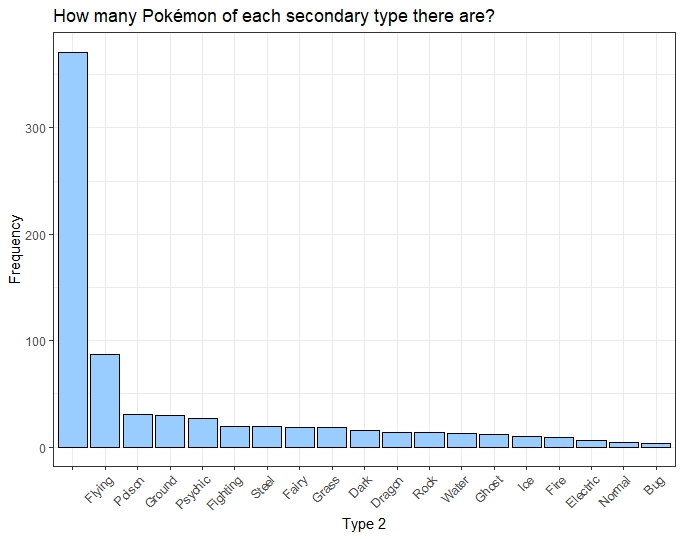 How many Pokémon of each secondary type there are?
Frequency
300
200
100
0
Flying
Poison
Ground
Psychic
Fighting
Steel
Fairy
Grass
Dark
Dragon
Rock
Water
Ghost
Ice
Fire
Electric
Normal
Bug
Type 2